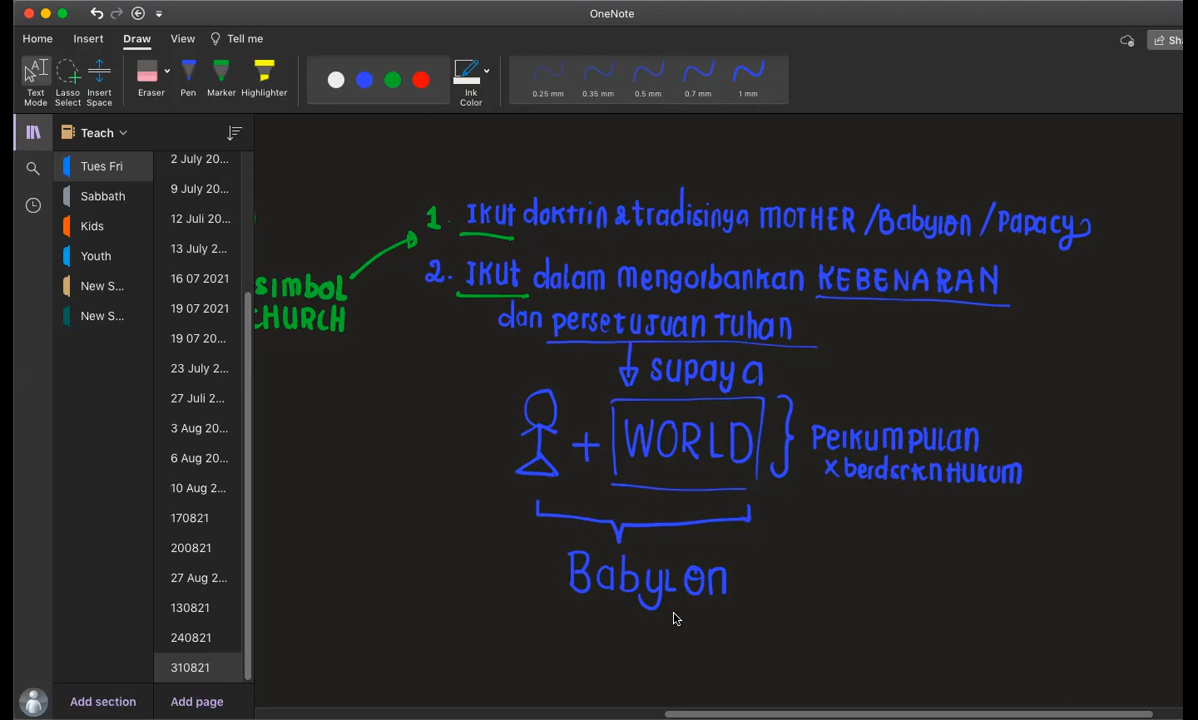 OneNote
Home Insert Draw View Tell me
Sha
Text Mode
Lasso Select
Insert Space
Eraser
Pen
Marker
Highlighter
Ink Color
0.25 mm 0.35 mm 0.5 mm 0.7 mm 1 mm
Teach
Tues Fri
Sabbath
Kids
Youth
New S...
New S...
2 July 20...
9 July 20...
12 Juli 20...
13 July 2...
16 07 2021
19 07 2021
19 07 20...
23 July 2...
27 Juli 2...
3 Aug 20...
6 Aug 20...
10 Aug 2...
170821
200821
27 Aug 2...
130821
240821
310821
Add section
Add page
1. Ikut doktrin & tradisinya MOTHER / Babylon / Papacy
2. Ikut dalam mengorbankan KEBENARAN
dan persetujuan Tuhan
simbol
CHURCH
supaya
+ WORLD
Perkumpulan
Babylon